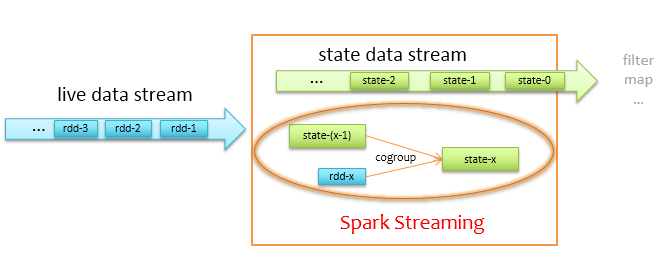 live data stream
... rdd-3 rdd-2 rdd-1
state data stream
... state-2 state-1 state-0
state-(x-1)
cogroup
rdd-x
state-x
Spark Streaming
filter
map
...